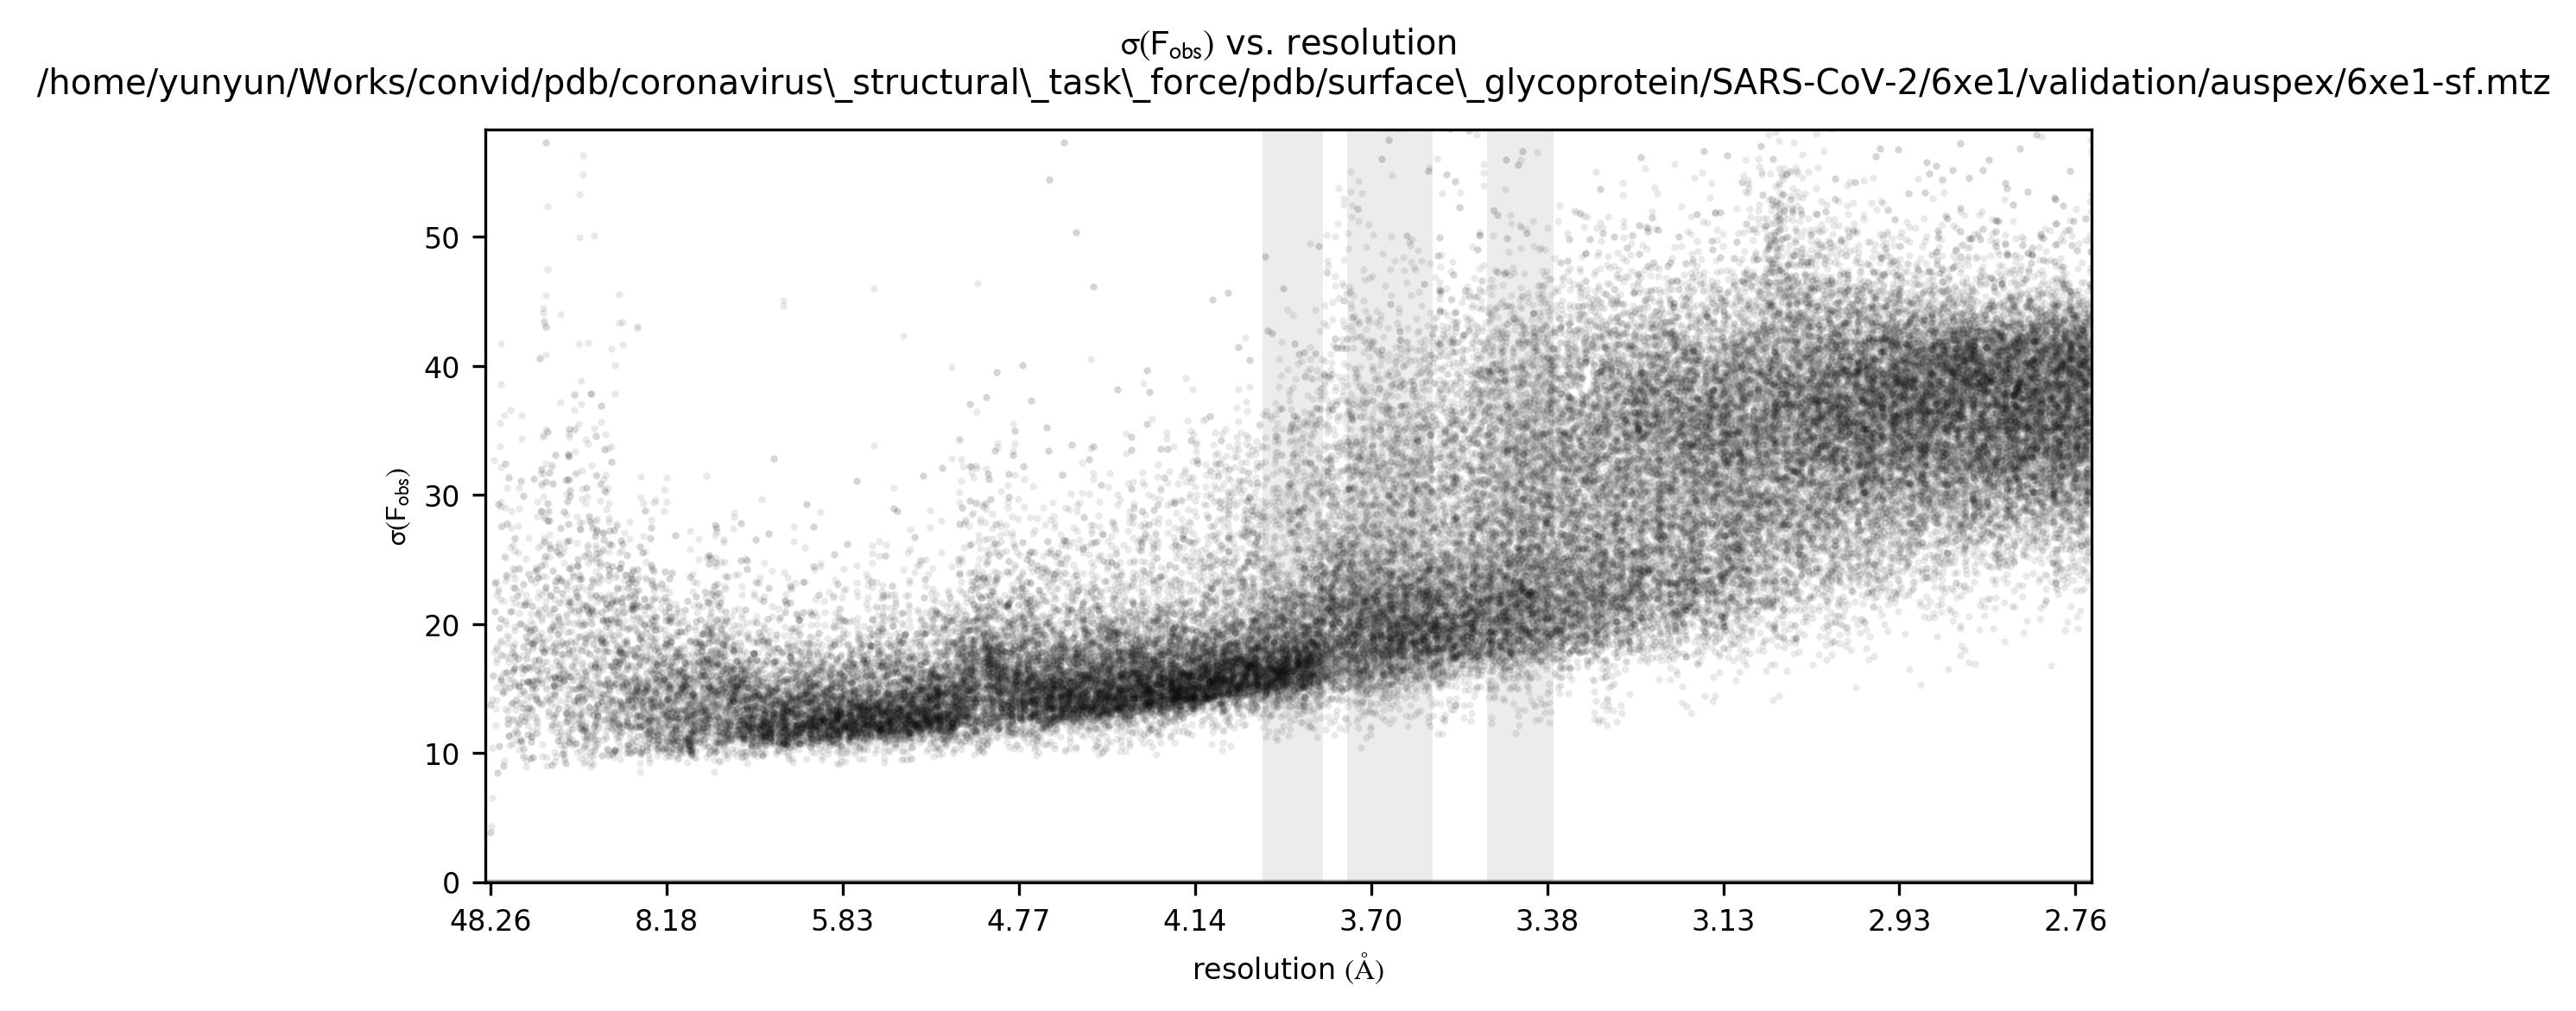 σ(Fobs) vs. resolution
/home/yunyun/Works/convid/pdb/coronavirus\_structural\_task\_force/pdb/surface\_glycoprotein/SARS-CoV-2/6xe1/validation/auspex/6xe1-sf.mtz
50
40
30
20
10
0
σ(Fobs)
48.26 8.18 5.83 4.77 4.14 3.70 3.38 3.13 2.93 2.76
resolution (Å)